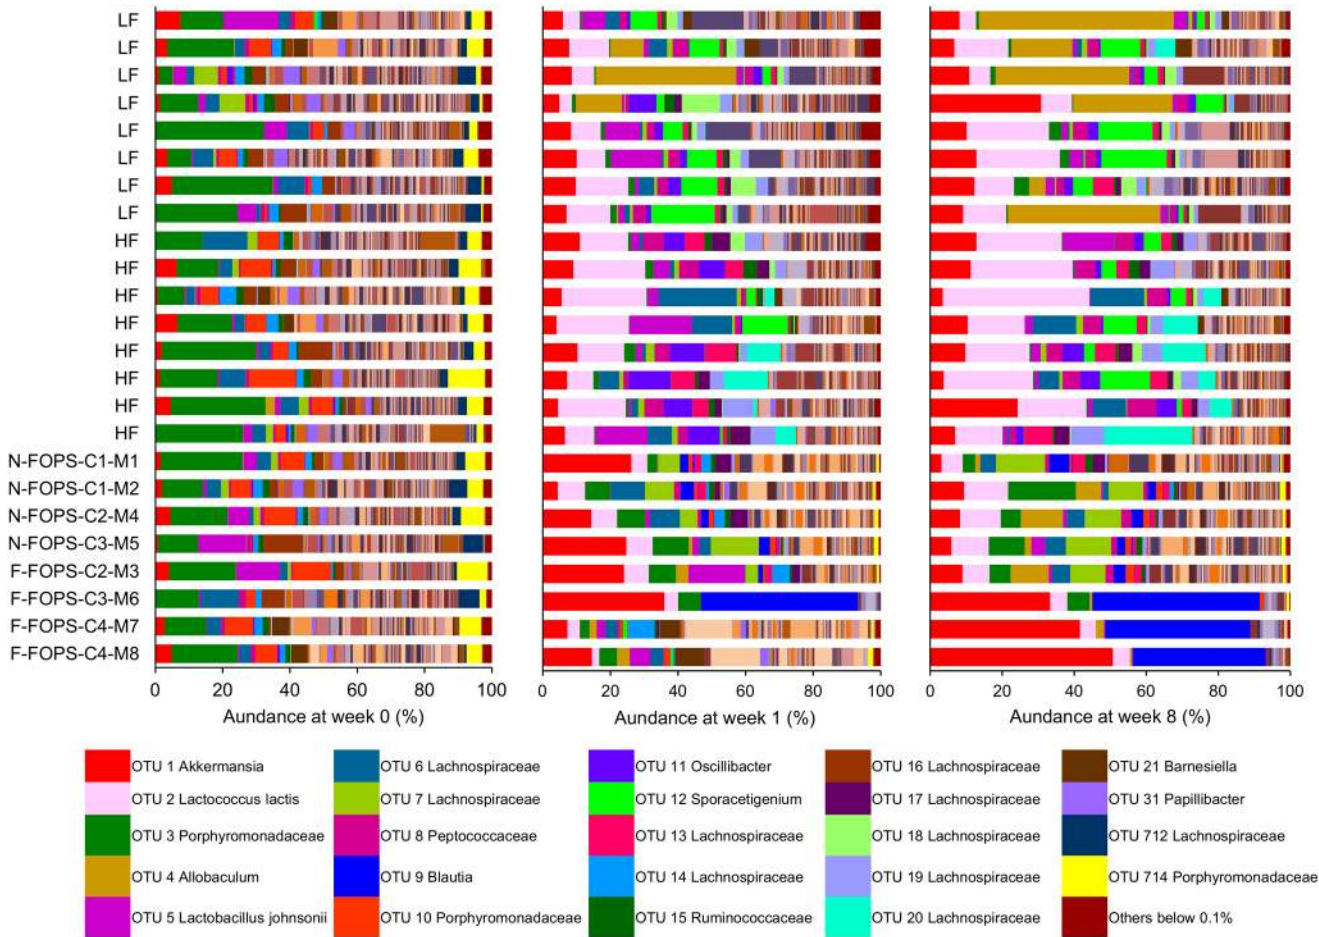 LF
LF
LF
LF
LF
LF
LF
LF
HF
HF
HF
HF
HF
HF
HF
HF
N-FOPS-C1-M1
N-FOPS-C1-M2
N-FOPS-C2-M4
N-FOPS-C3-M5
F-FOPS-C2-M3
F-FOPS-C3-M6
F-FOPS-C4-M7
F-FOPS-C4-M8
0 20 40 60 80 100 0 20 40 60 80 100 0 20 40 60 80 100
Aundance at week 0 (%) Aundance at week 1 (%) Aundance at week 8 (%)
OTU 1 Akkermansia OTU 6 Lachnospiraceae OTU 11 Oscillibacter OTU 16 Lachnospiraceae OTU 21 Barnesiella
OTU 2 Lactococcus lactis OTU 7 Lachnospiraceae OTU 12 Sporacetigenium OTU 17 Lachnospiraceae OTU 31 Papillibacter
OTU 3 Porphyromonadaceae OTU 8 Peptococcaceae OTU 13 Lachnospiraceae OTU 18 Lachnospiraceae OTU 712 Lachnospiraceae
OTU 4 Allobaculum OTU 9 Blautia OTU 14 Lachnospiraceae OTU 19 Lachnospiraceae OTU 714 Porphyromonadaceae
OTU 5 Lactobacillus johnsonii OTU 10 Porphyromonadaceae OTU 15 Ruminococcaceae OTU 20 Lachnospiraceae Others below 0.1%